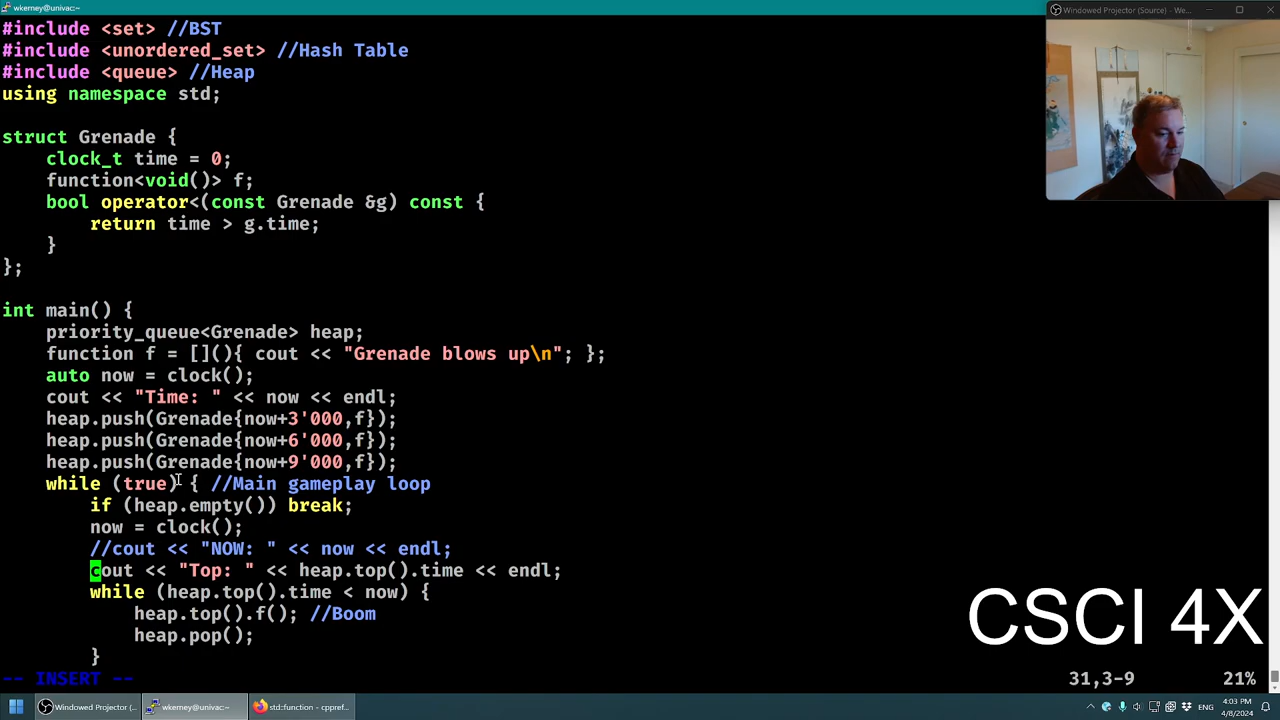 wkerney@univac:~
Windowed Projector (Source) - We...
#include <set> //BST
#include <unordered_set> //Hash Table
#include <queue> //Heap
using namespace std;
struct Grenade {
    clock_t time = 0;
    function<void()> f;
    bool operator<(const Grenade &g) const {
        return time > g.time;
    }
};
int main() {
    priority_queue<Grenade> heap;
    function f = [](){ cout << "Grenade blows up\n"; };
    auto now = clock();
    cout << "Time: " << now << endl;
    heap.push(Grenade{now+3'000,f});
    heap.push(Grenade{now+6'000,f});
    heap.push(Grenade{now+9'000,f});
    while (true) { //Main gameplay loop
        if (heap.empty()) break;
        now = clock();
        //cout << "NOW: " << now << endl;
        cout << "Top: " << heap.top().time << endl;
        while (heap.top().time < now) {
            heap.top().f(); //Boom
            heap.pop();
        }
CSCI 4X
-- INSERT --
31,3-9
21%
Windowed Projector (...
wkerney@univac:~
std::function - cppref...
ENG
4:03 PM
4/8/2024